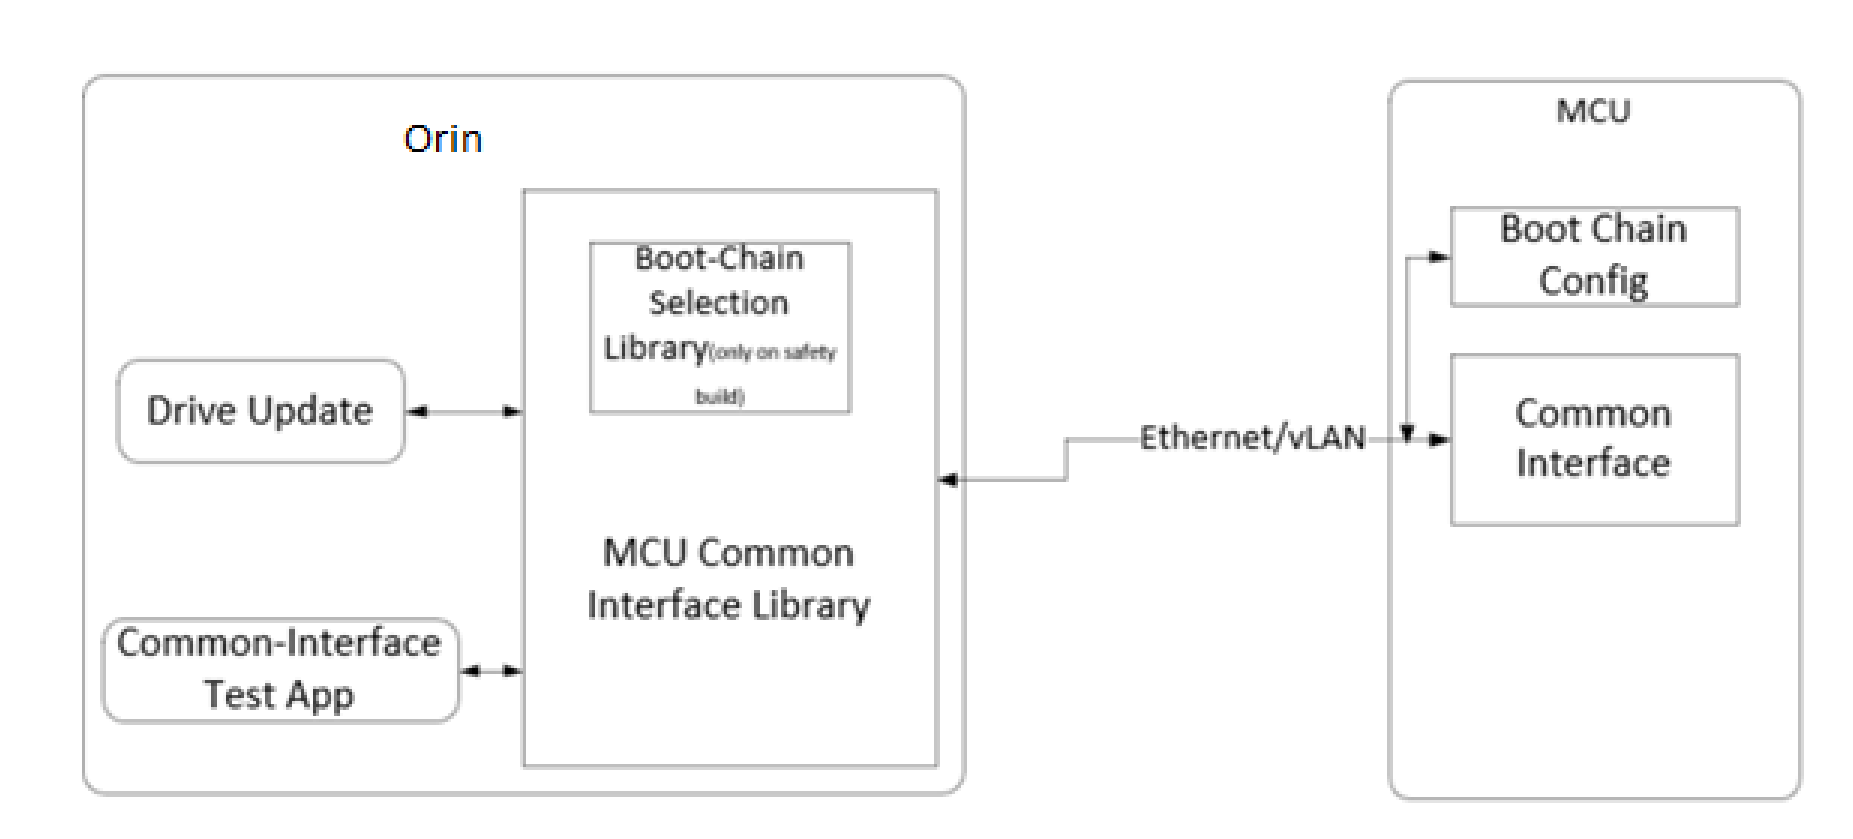 Orin
Boot-Chain
Selection
Library(only on safety
build)
Drive Update
MCU Common
Interface Library
Common-Interface
Test App
Ethernet/vLAN
MCU
Boot Chain
Config
Common
Interface